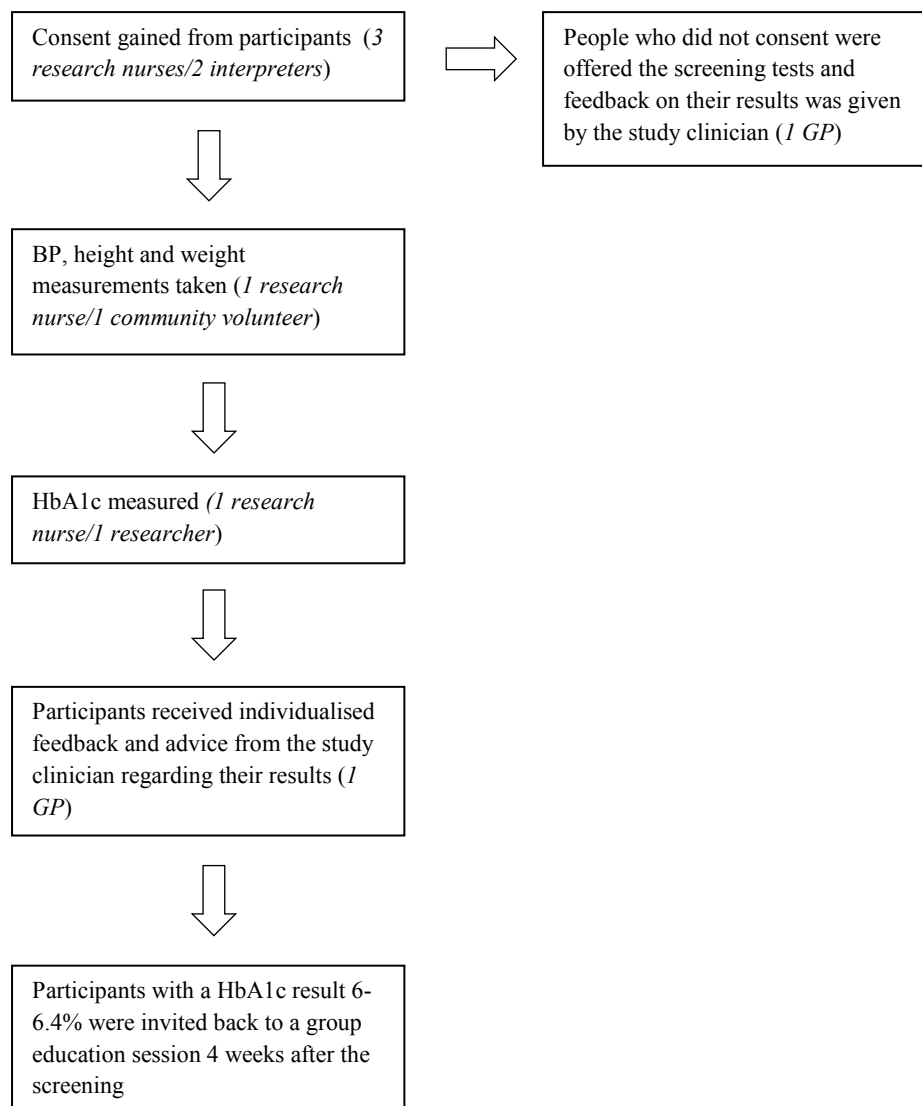 Consent gained from participants (3
research nurses/2 interpreters)
People who did not consent were
offered the screening tests and
feedback on their results was given
by the study clinician (1 GP)
BP, height and weight
measurements taken (1 research
nurse/1 community volunteer)
HbA1c measured (1 research
nurse/1 researcher)
Participants received individualised
feedback and advice from the study
clinician regarding their results (1
GP)
Participants with a HbA1c result 6-
6.4% were invited back to a group
education session 4 weeks after the
screening